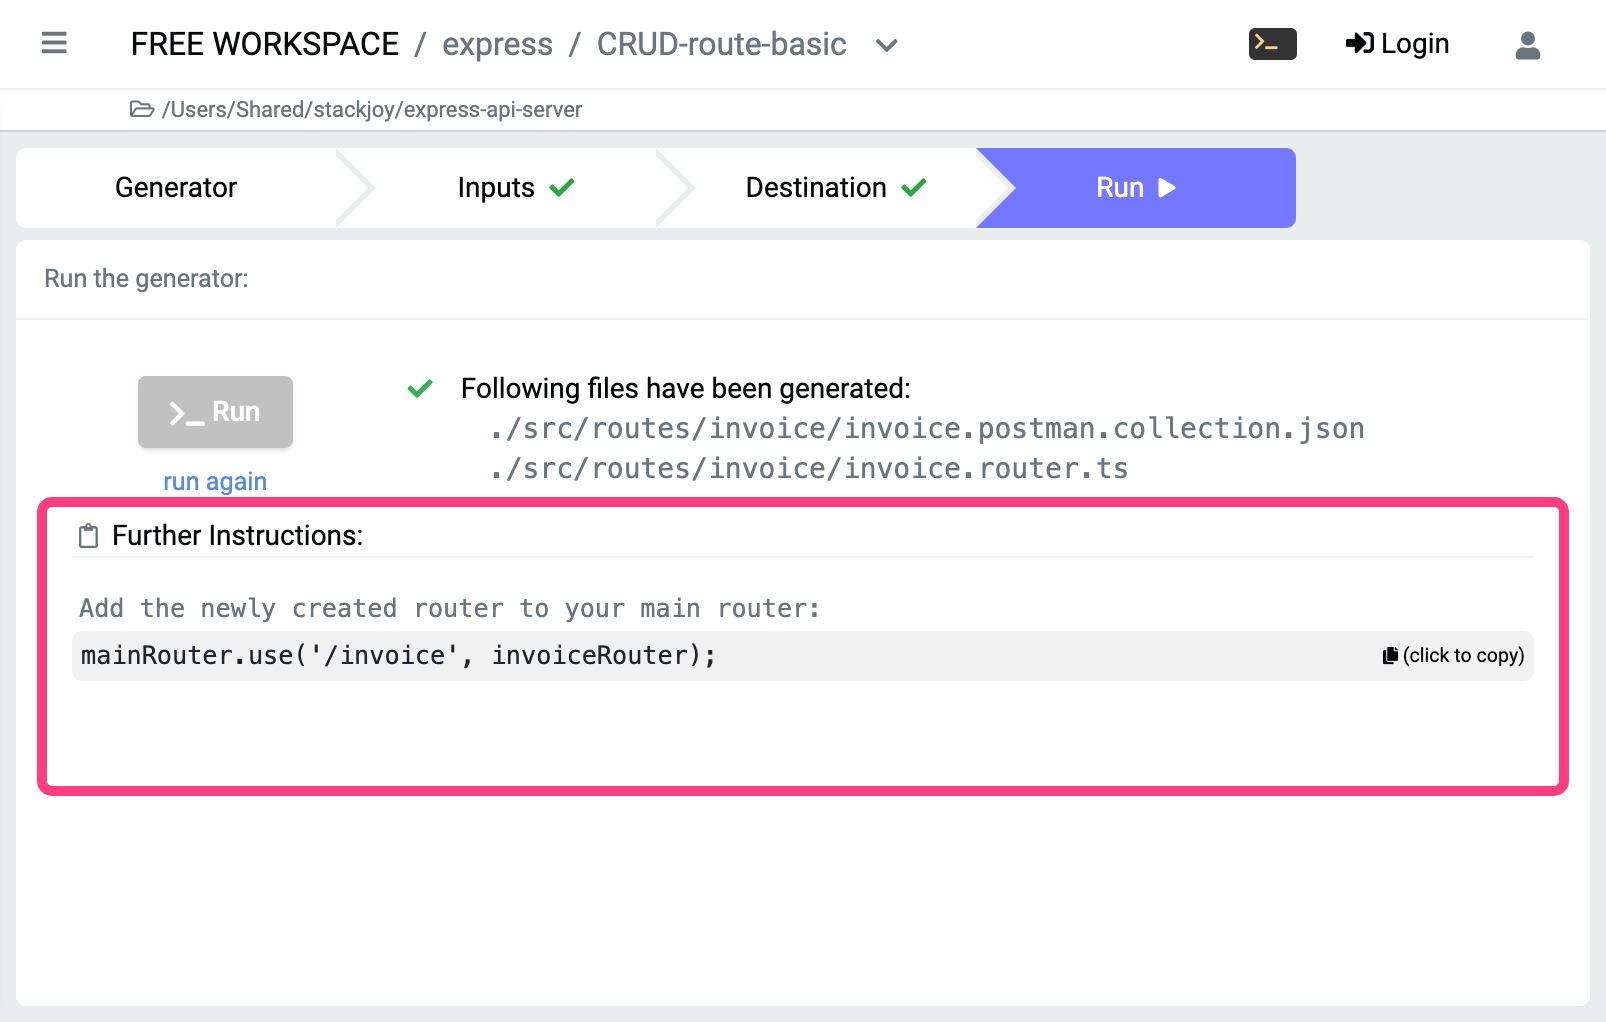 FREE WORKSPACE / express / CRUD-route-basic
Login
/Users/Shared/stackjoy/express-api-server
Generator
Inputs
Destination
Run
Run the generator:
>_ Run
run again
Following files have been generated:
./src/routes/invoice/invoice.postman.collection.json
./src/routes/invoice/invoice.router.ts
Further Instructions:
Add the newly created router to your main router:
mainRouter.use('/invoice', invoiceRouter);
(click to copy)